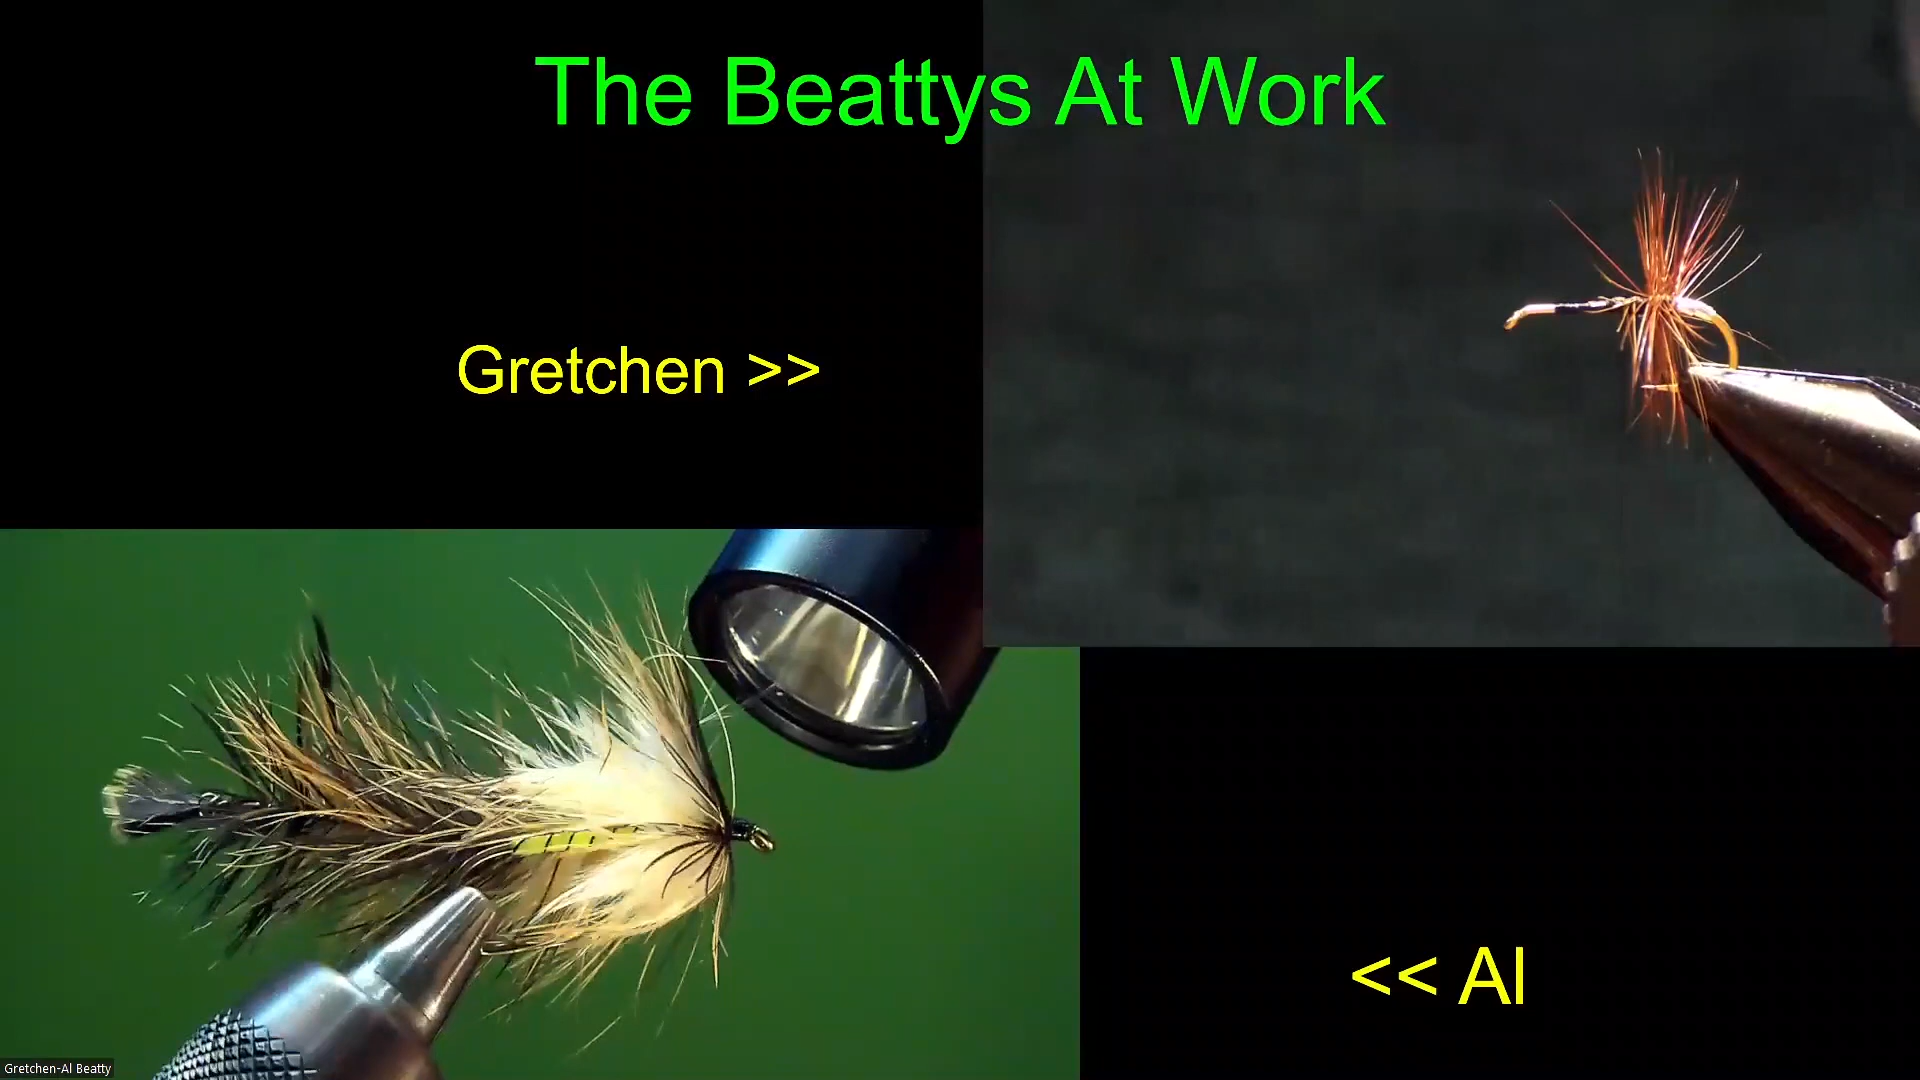 The Beattys At Work
Gretchen >>
<< Al
Gretchen-Al Beatty